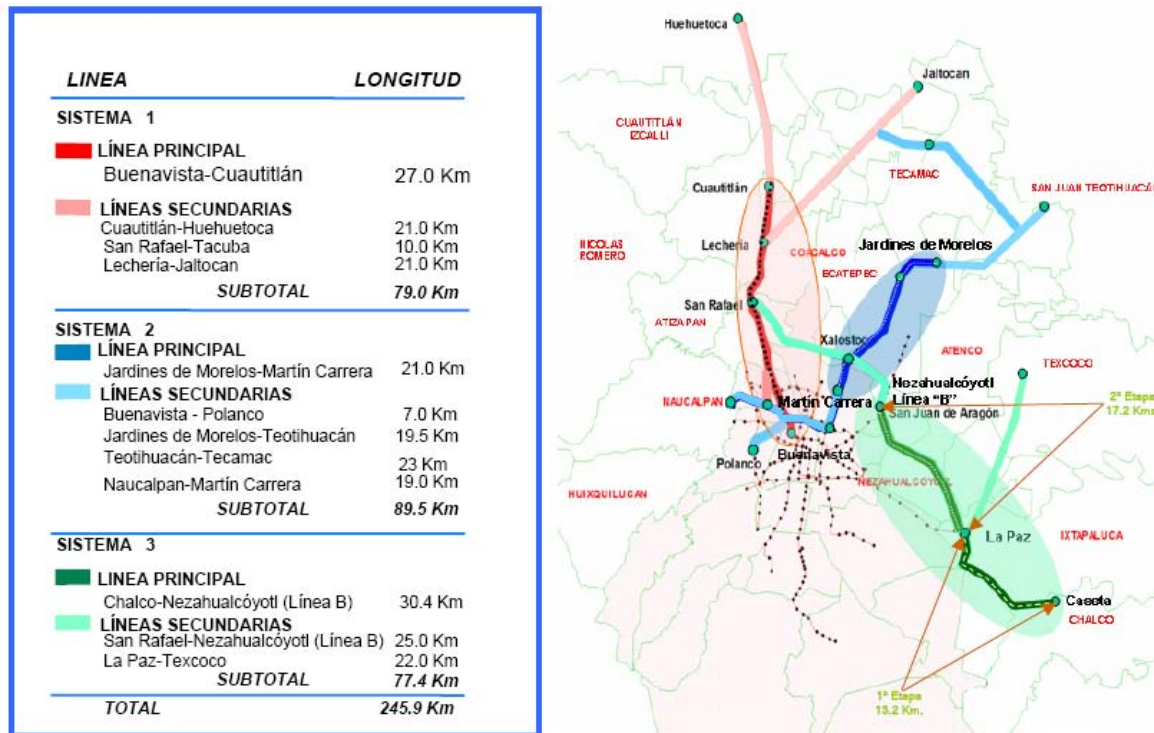 LINEA LONGITUD
SISTEMA 1
LÍNEA PRINCIPAL
Buenavista-Cuautitlán 27.0 Km
LÍNEAS SECUNDARIAS
Cuautitlán-Huehuetoca 21.0 Km
San Rafael-Tacuba 10.0 Km
Lechería-Jaltocan 21.0 Km
SUBTOTAL 79.0 Km
SISTEMA 2
LÍNEA PRINCIPAL
Jardines de Morelos-Martín Carrera 21.0 Km
LÍNEAS SECUNDARIAS
Buenavista - Polanco 7.0 Km
Jardines de Morelos-Teotihuacán 19.5 Km
Teotihuacán-Tecamac 23 Km
Naucalpan-Martín Carrera 19.0 Km
SUBTOTAL 89.5 Km
SISTEMA 3
LINEA PRINCIPAL
Chalco-Nezahualcóyotl (Línea B) 30.4 Km
LÍNEAS SECUNDARIAS
San Rafael-Nezahualcóyotl (Línea B) 25.0 Km
La Paz-Texcoco 22.0 Km
SUBTOTAL 77.4 Km
TOTAL 245.9 Km
Huehuetoca
Jaltocan
CUAUTITLÁN
IZCALLI
TECAMAC
Cuautitlán
SAN JUAN TEOTIHUACÁN
Lechería
NICOLAS
ROMERO
COACALCO
Jardines de Morelos
ECATEPEC
San Rafael
ATIZAPAN
Xalostoc
ATENCO
TEXCOCO
NAUCALPAN
Martín Carrera
Nezahualcóyotl
Línea "B"
San Juan de Aragón
2ª Etapa
17.2 Kms
Buenavista
Polanco
HUIXQUILUCAN
NEZAHUALCOYOTL
La Paz
IXTAPALUCA
Caseta
CHALCO
1ª Etapa
13.2 Km.